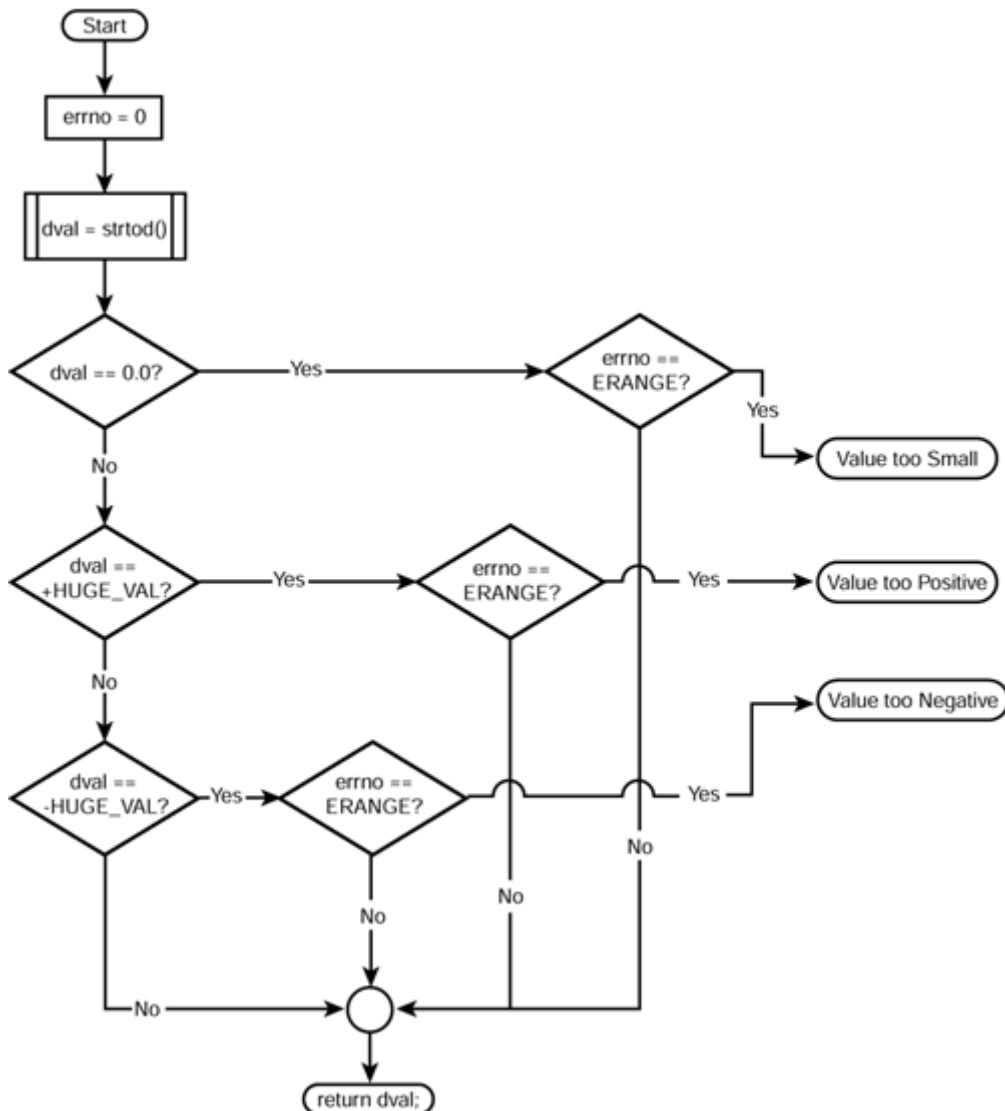 Start
errno = 0
dval = strtod()
dval == 0.0?
Yes
errno ==
ERANGE?
Yes
Value too Small
No
dval ==
+HUGE_VAL?
Yes
errno ==
ERANGE?
Yes
Value too Positive
No
Value too Negative
dval ==
-HUGE_VAL?
Yes
errno ==
ERANGE?
Yes
No
No
No
No
return dval;